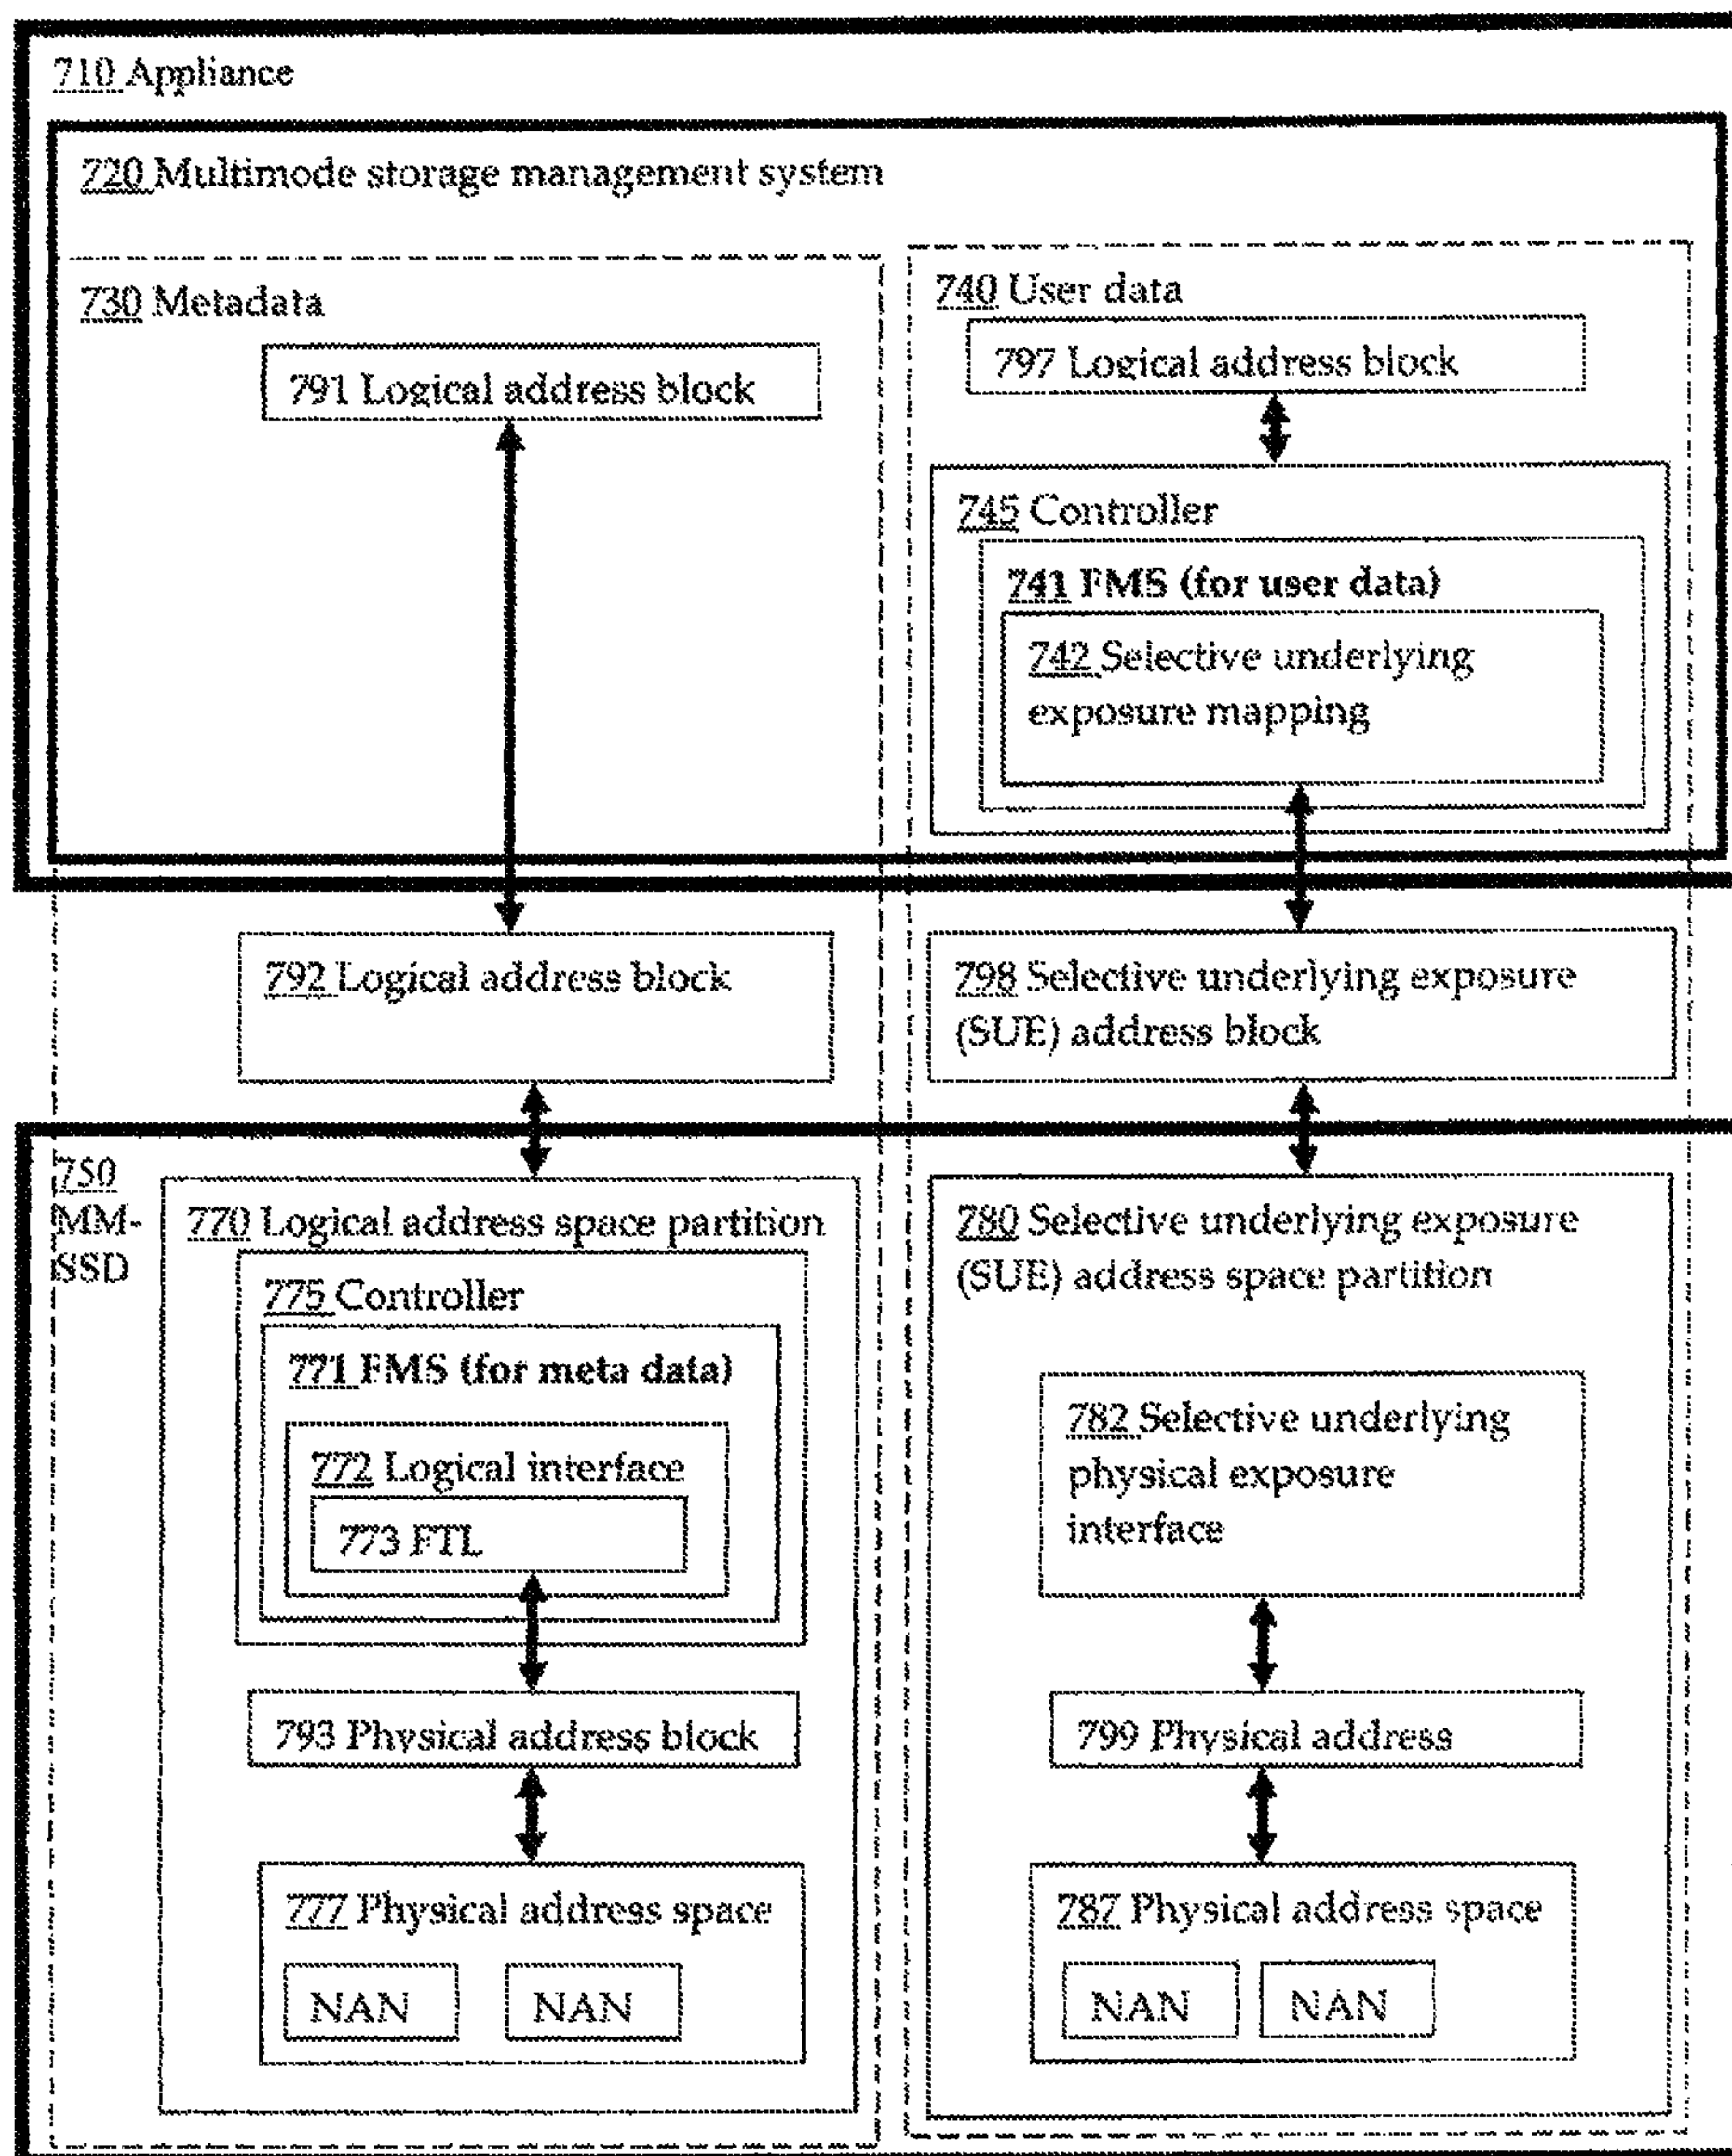 710 Appliance
720 Multimode storage management system
730 Metadata
791 Logical address block
740 User data
797 Logical address block
745 Controller
741 FMS (for user data)
742 Selective underlying
exposure mapping
792 Logical address block
798 Selective underlying exposure
(SUE) address block
750
MM-
SSD
770 Logical address space partition
775 Controller
771 FMS (for meta data)
772 Logical interface
773 FTL
793 Physical address block
777 Physical address space
NAN
NAN
780 Selective underlying exposure
(SUE) address space partition
782 Selective underlying
physical exposure
interface
799 Physical address
787 Physical address space
NAN
NAN